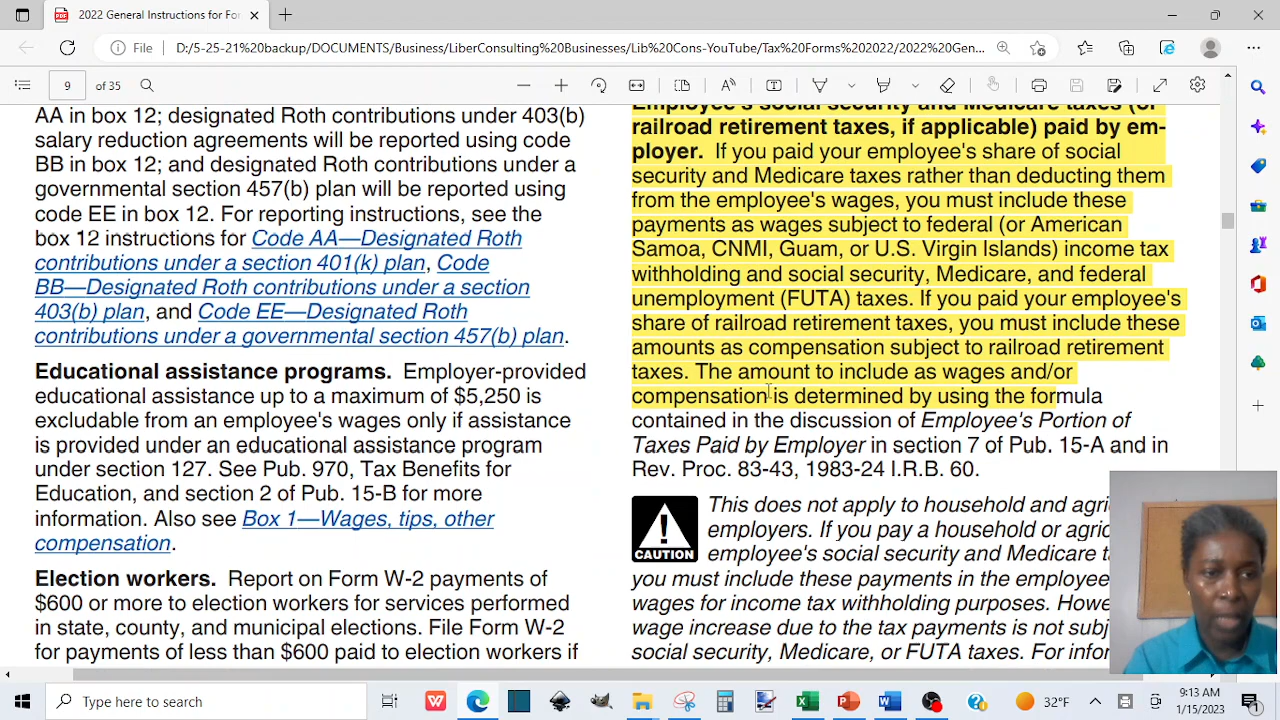 2022 General Instructions for For
File
D:/5-25-21%20backup/DOCUMENTS/Business/LiberConsulting%20Businesses/Lib%20Cons-YouTube/Tax%20Forms%202022/2022%20Gen...
9 of 35
AA in box 12; designated Roth contributions under 403(b)
salary reduction agreements will be reported using code
BB in box 12; and designated Roth contributions under a
governmental section 457(b) plan will be reported using
code EE in box 12. For reporting instructions, see the
box 12 instructions for Code AA—Designated Roth
contributions under a section 401(k) plan, Code
BB—Designated Roth contributions under a section
403(b) plan, and Code EE—Designated Roth
contributions under a governmental section 457(b) plan.
Educational assistance programs. Employer-provided
educational assistance up to a maximum of $5,250 is
excludable from an employee's wages only if assistance
is provided under an educational assistance program
under section 127. See Pub. 970, Tax Benefits for
Education, and section 2 of Pub. 15-B for more
information. Also see Box 1—Wages, tips, other
compensation.
Election workers. Report on Form W-2 payments of
$600 or more to election workers for services performed
in state, county, and municipal elections. File Form W-2
for payments of less than $600 paid to election workers if
Employee's social security and Medicare taxes (or
railroad retirement taxes, if applicable) paid by em-
ployer. If you paid your employee's share of social
security and Medicare taxes rather than deducting them
from the employee's wages, you must include these
payments as wages subject to federal (or American
Samoa, CNMI, Guam, or U.S. Virgin Islands) income tax
withholding and social security, Medicare, and federal
unemployment (FUTA) taxes. If you paid your employee's
share of railroad retirement taxes, you must include these
amounts as compensation subject to railroad retirement
taxes. The amount to include as wages and/or
compensation is determined by using the formula
contained in the discussion of Employee's Portion of
Taxes Paid by Employer in section 7 of Pub. 15-A and in
Rev. Proc. 83-43, 1983-24 I.R.B. 60.
CAUTION
This does not apply to household and agri
employers. If you pay a household or agric
employee's social security and Medicare t
you must include these payments in the employee
wages for income tax withholding purposes. Howe
wage increase due to the tax payments is not subj
social security, Medicare, or FUTA taxes. For infor
Type here to search
32°F
9:13 AM
1/15/2023